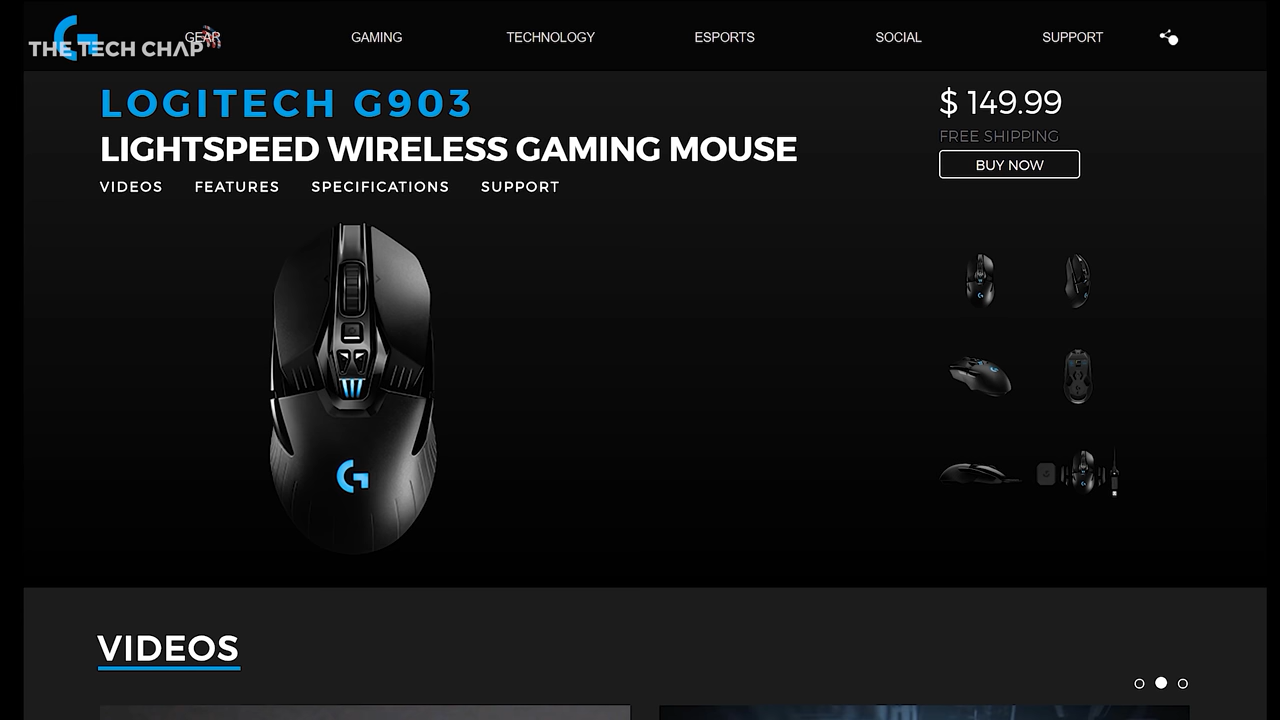 GEAR GAMING TECHNOLOGY ESPORTS SOCIAL SUPPORT
THE TECH CHAP
LOGITECH G903
$ 149.99
LIGHTSPEED WIRELESS GAMING MOUSE
FREE SHIPPING
BUY NOW
VIDEOS FEATURES SPECIFICATIONS SUPPORT
VIDEOS